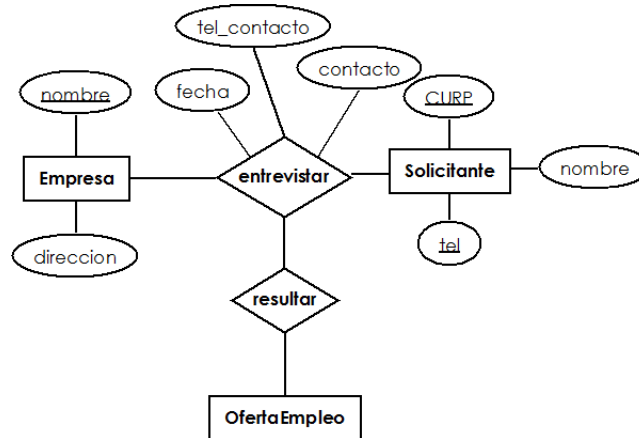 tel_contacto
contacto
fecha
nombre
CURP
Empresa
entrevistar
Solicitante
nombre
direccion
tel
resultar
OfertaEmpleo